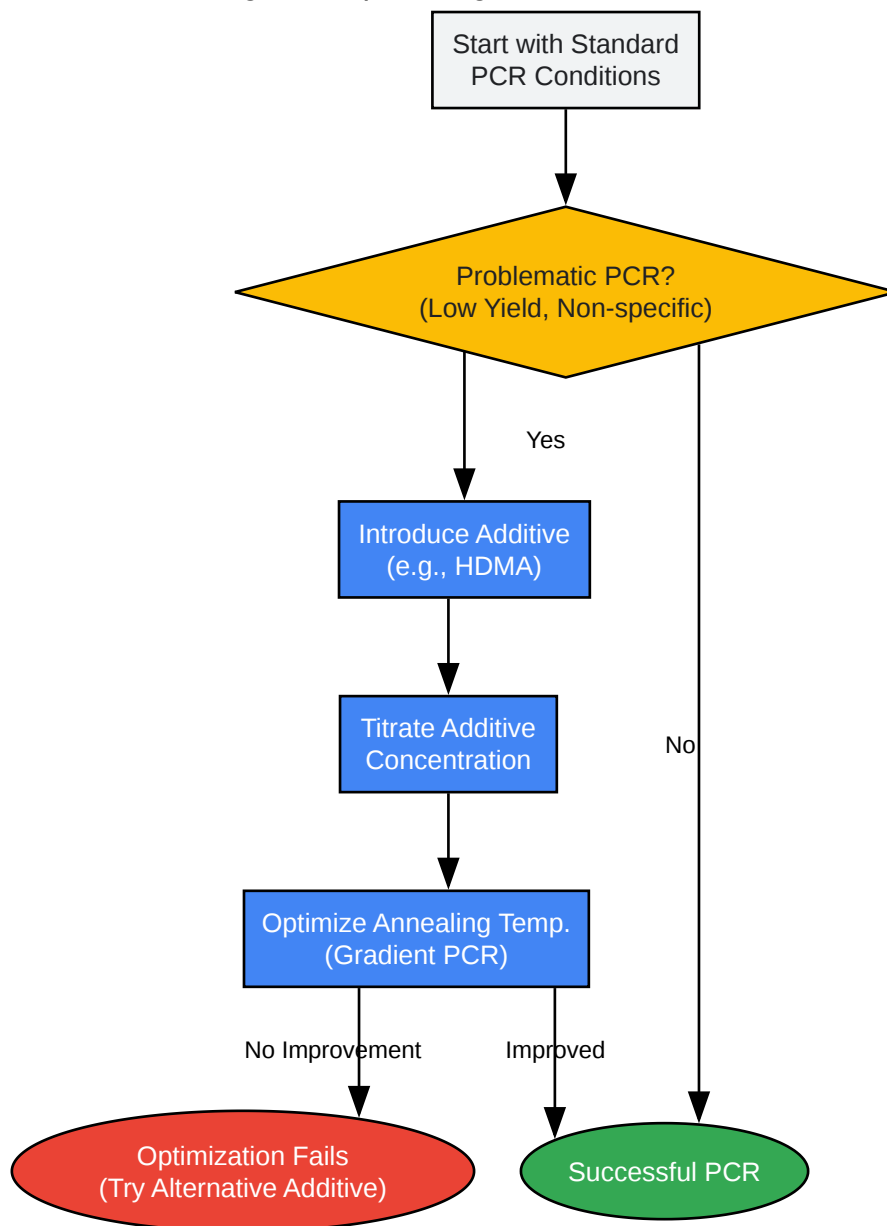 Start with Standard
PCR Conditions
Problematic PCR?
(Low Yield, Non-specific)
Yes
Introduce Additive
(e.g., HDMA)
Titrate Additive
Concentration
No
Optimize Annealing Temp.
(Gradient PCR)
No Improvement
Improved
Optimization Fails
(Try Alternative Additive)
Successful PCR